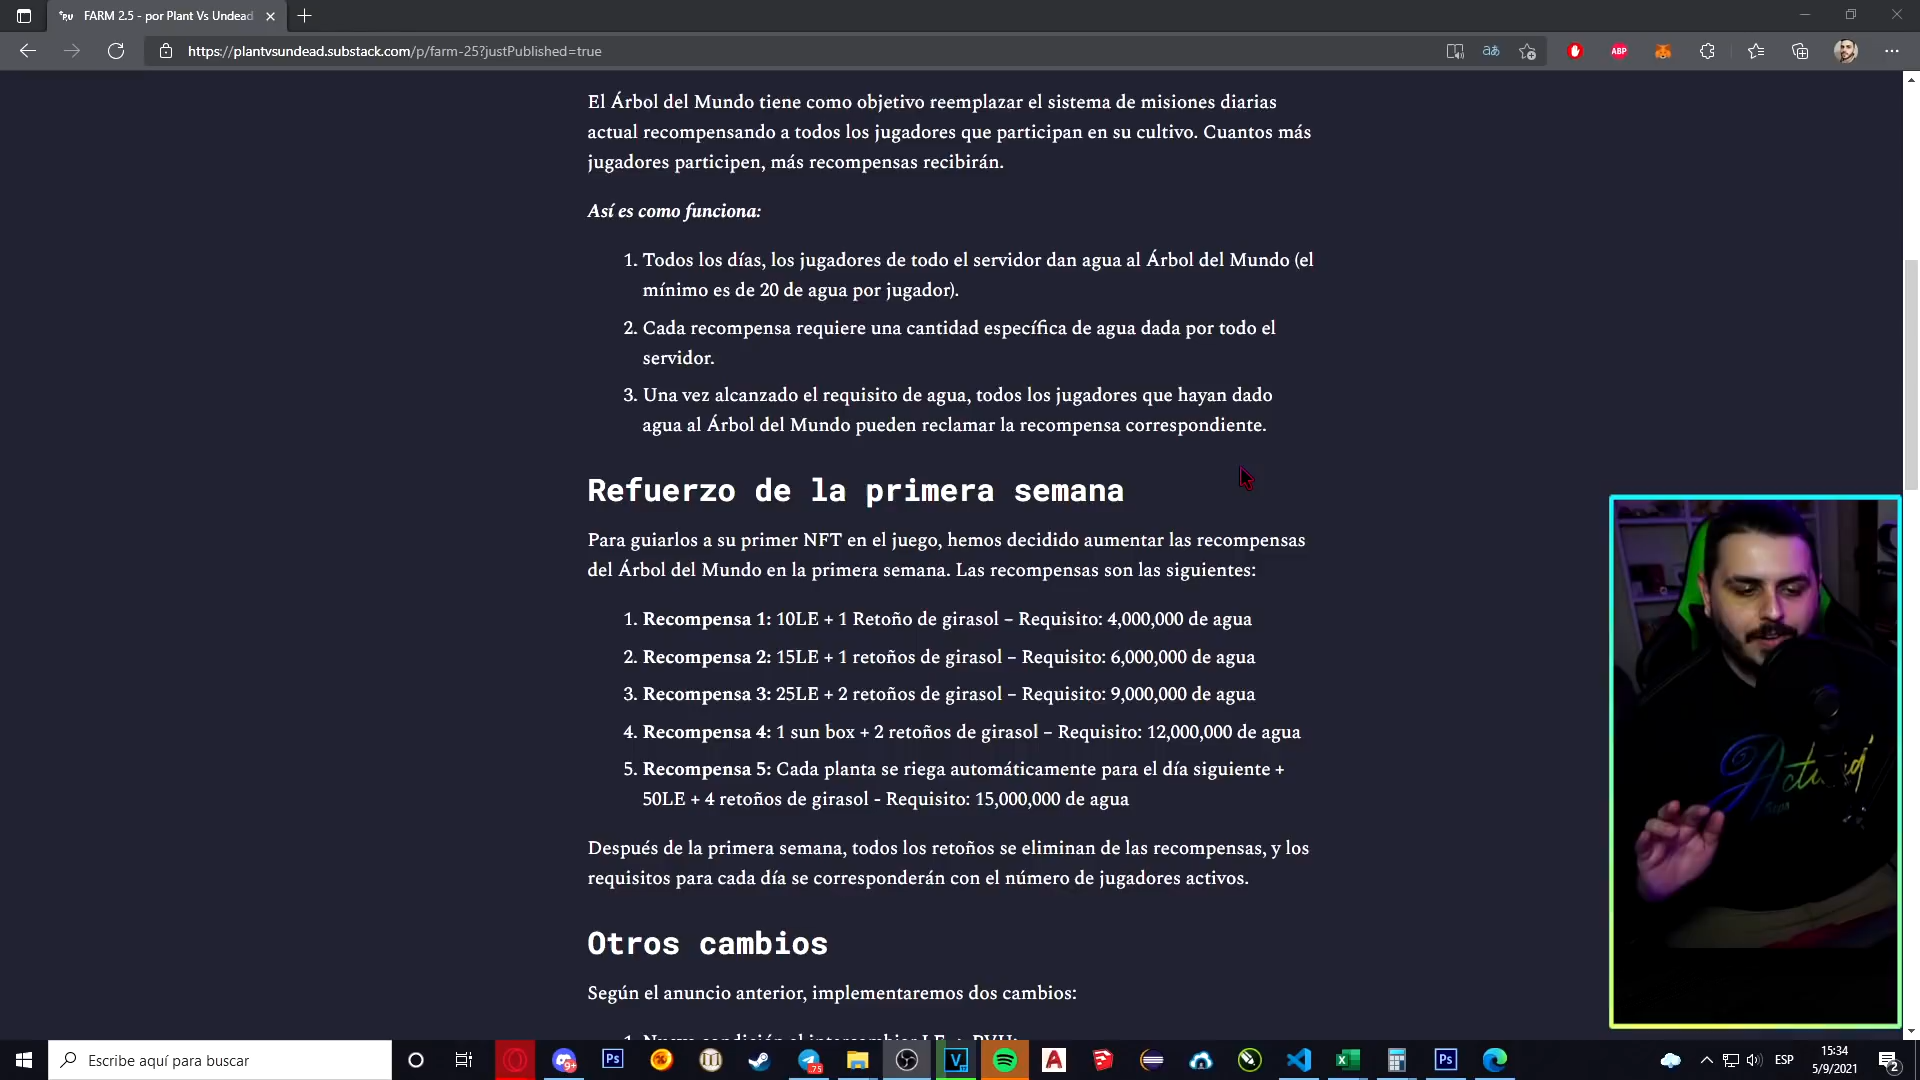 FARM 2.5 - por Plant Vs Undead
https://plantvsundead.substack.com/p/farm-25?justPublished=true
aあ
ABP
El Árbol del Mundo tiene como objetivo reemplazar el sistema de misiones diarias
actual recompensando a todos los jugadores que participan en su cultivo. Cuantos más
jugadores participen, más recompensas recibirán.
Así es como funciona:
1. Todos los días, los jugadores de todo el servidor dan agua al Árbol del Mundo (el
mínimo es de 20 de agua por jugador).
2. Cada recompensa requiere una cantidad específica de agua dada por todo el
servidor.
3. Una vez alcanzado el requisito de agua, todos los jugadores que hayan dado
agua al Árbol del Mundo pueden reclamar la recompensa correspondiente.
Refuerzo de la primera semana
Para guiarlos a su primer NFT en el juego, hemos decidido aumentar las recompensas
del Árbol del Mundo en la primera semana. Las recompensas son las siguientes:
1. Recompensa 1: 10LE + 1 Retoño de girasol – Requisito: 4,000,000 de agua
2. Recompensa 2: 15LE + 1 retoños de girasol – Requisito: 6,000,000 de agua
3. Recompensa 3: 25LE + 2 retoños de girasol – Requisito: 9,000,000 de agua
4. Recompensa 4: 1 sun box + 2 retoños de girasol – Requisito: 12,000,000 de agua
5. Recompensa 5: Cada planta se riega automáticamente para el día siguiente +
50LE + 4 retoños de girasol - Requisito: 15,000,000 de agua
Después de la primera semana, todos los retoños se eliminan de las recompensas, y los
requisitos para cada día se corresponderán con el número de jugadores activos.
Otros cambios
Según el anuncio anterior, implementaremos dos cambios:
Escribe aquí para buscar
9+
Ps
75
V
A
Ps
ESP
15:34
5/9/2021
2